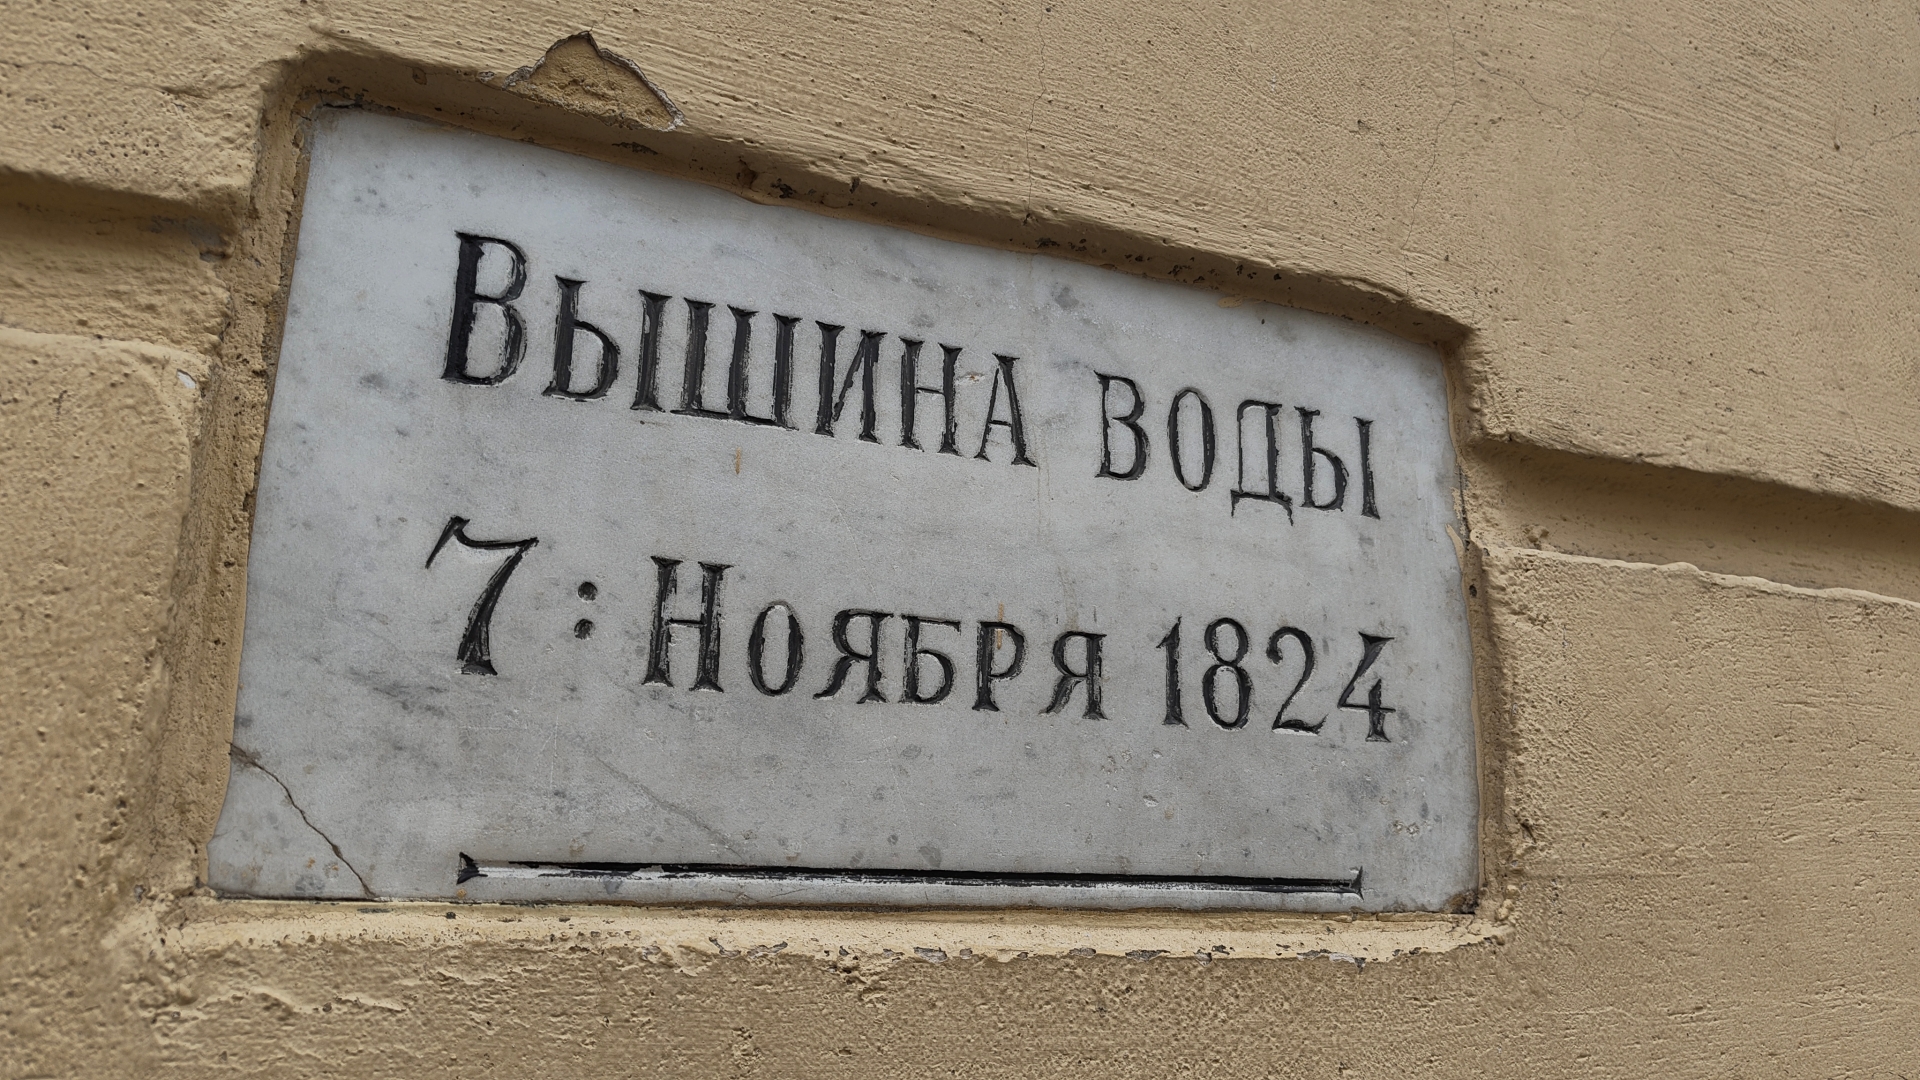 Вышина воды
7: Ноября 1824